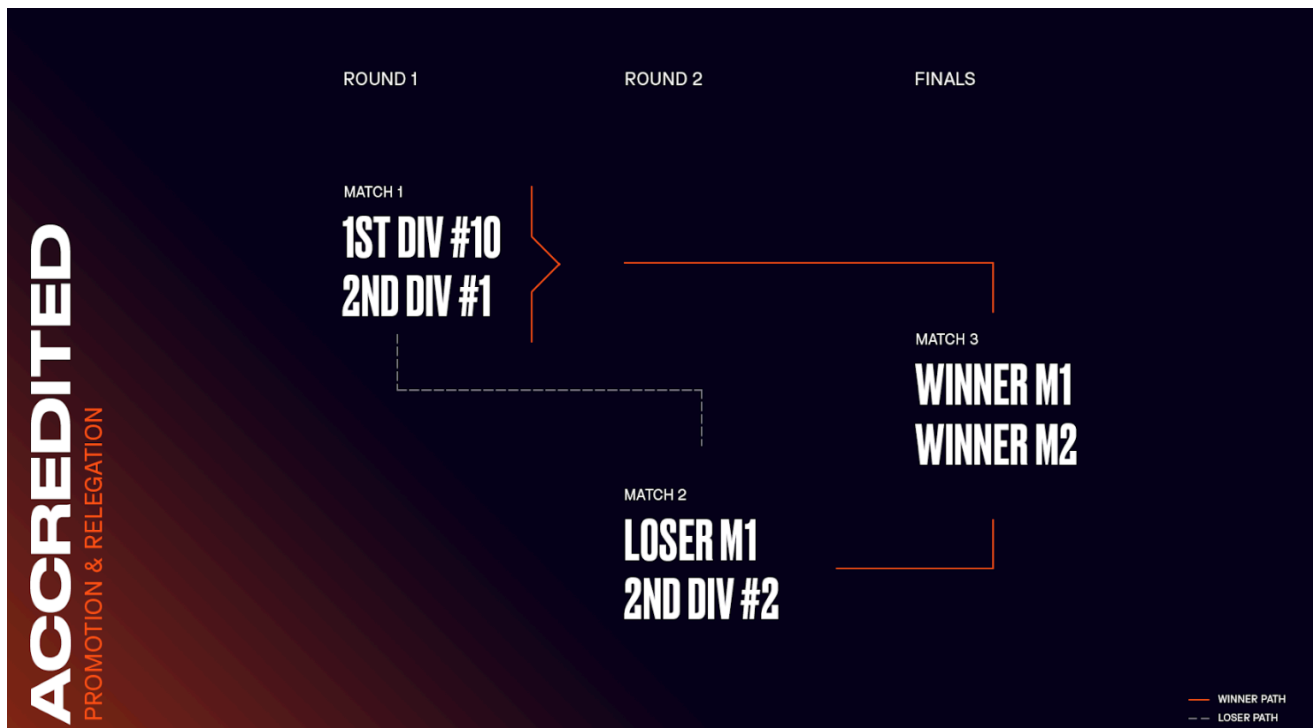 ACCREDITED
PROMOTION & RELEGATION
ROUND 1
ROUND 2
FINALS
MATCH 1
1ST DIV #10
2ND DIV #1
MATCH 3
WINNER M1
WINNER M2
MATCH 2
LOSER M1
2ND DIV #2
WINNER PATH
LOSER PATH